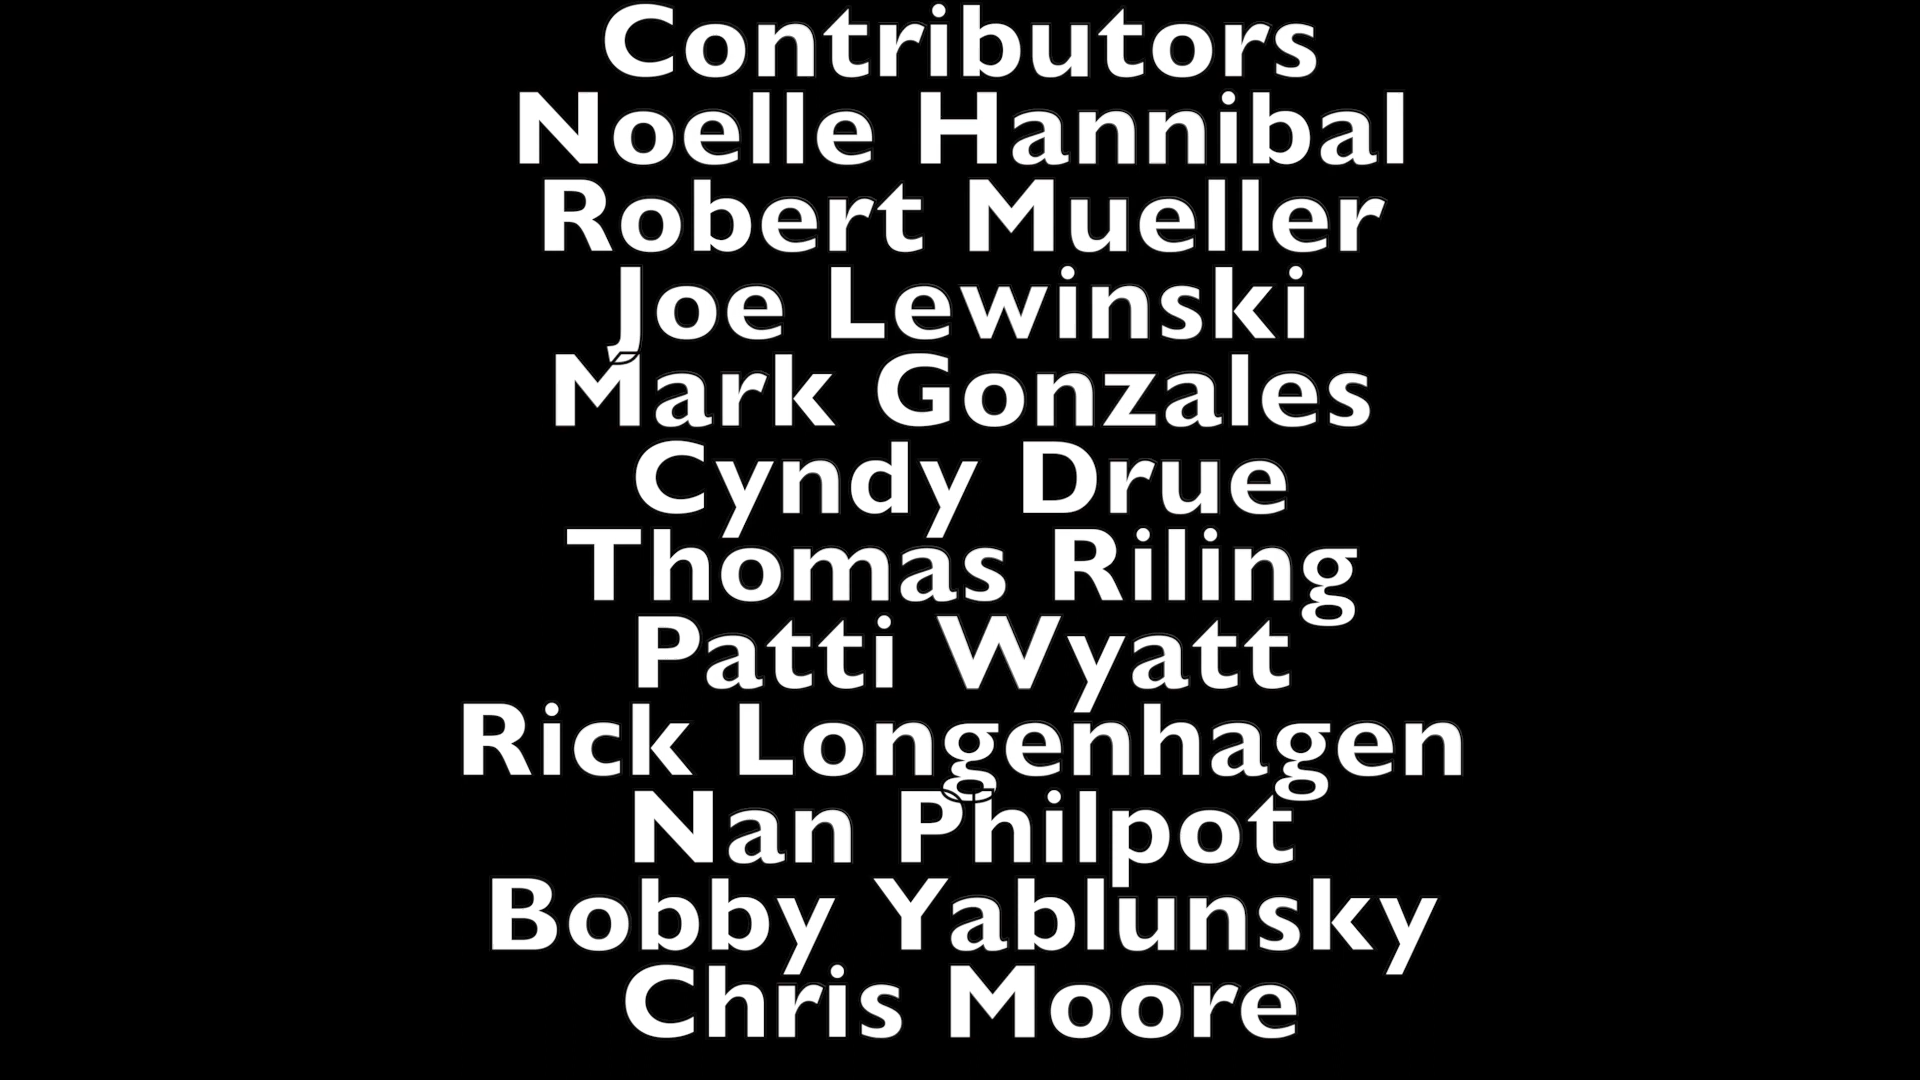 Contributors
Noelle Hannibal
Robert Mueller
Joe Lewinski
Mark Gonzales
Cyndy Drue
Thomas Riling
Patti Wyatt
Rick Longenhagen
Nan Philpot
Bobby Yablunsky
Chris Moore